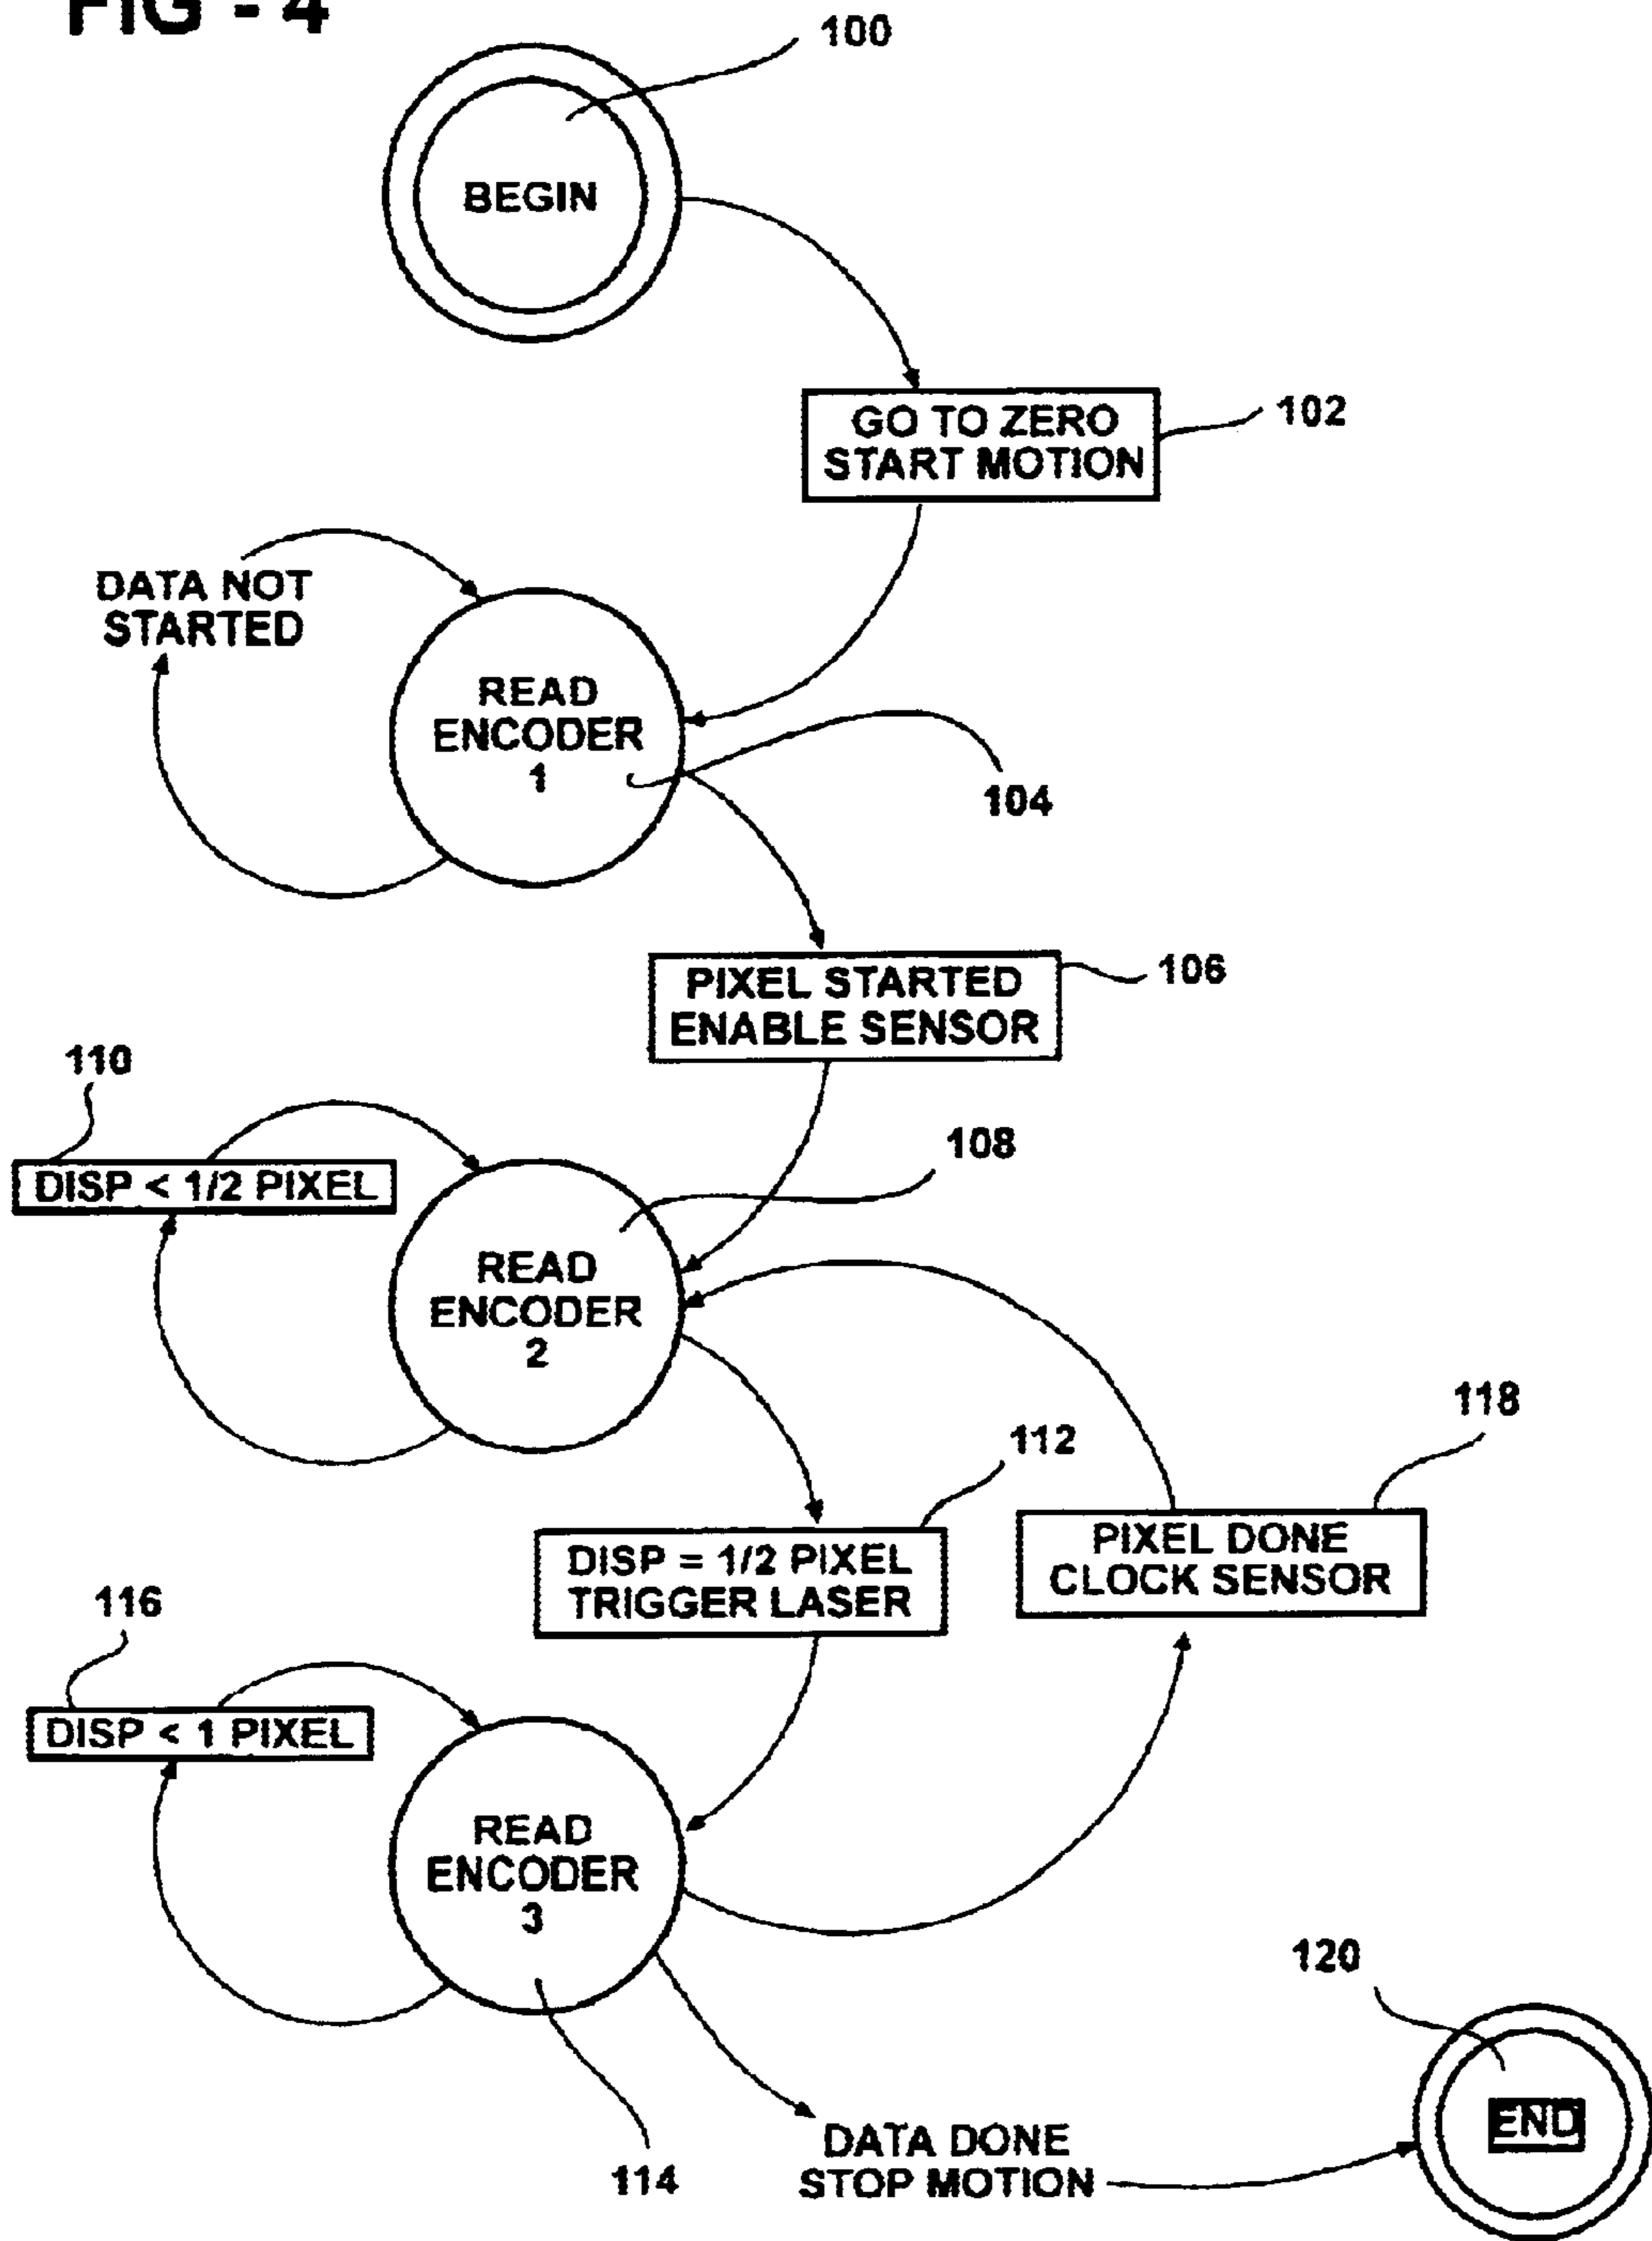 FIG - 4
100
BEGIN
GO TO ZERO
START MOTION
102
DATA NOT
STARTED
READ
ENCODER
1
104
PIXEL STARTED
ENABLE SENSOR
106
110
DISP < 1/2 PIXEL
108
READ
ENCODER
2
118
112
PIXEL DONE
CLOCK SENSOR
DISP = 1/2 PIXEL
TRIGGER LASER
116
DISP < 1 PIXEL
READ
ENCODER
3
120
END
114
DATA DONE
STOP MOTION